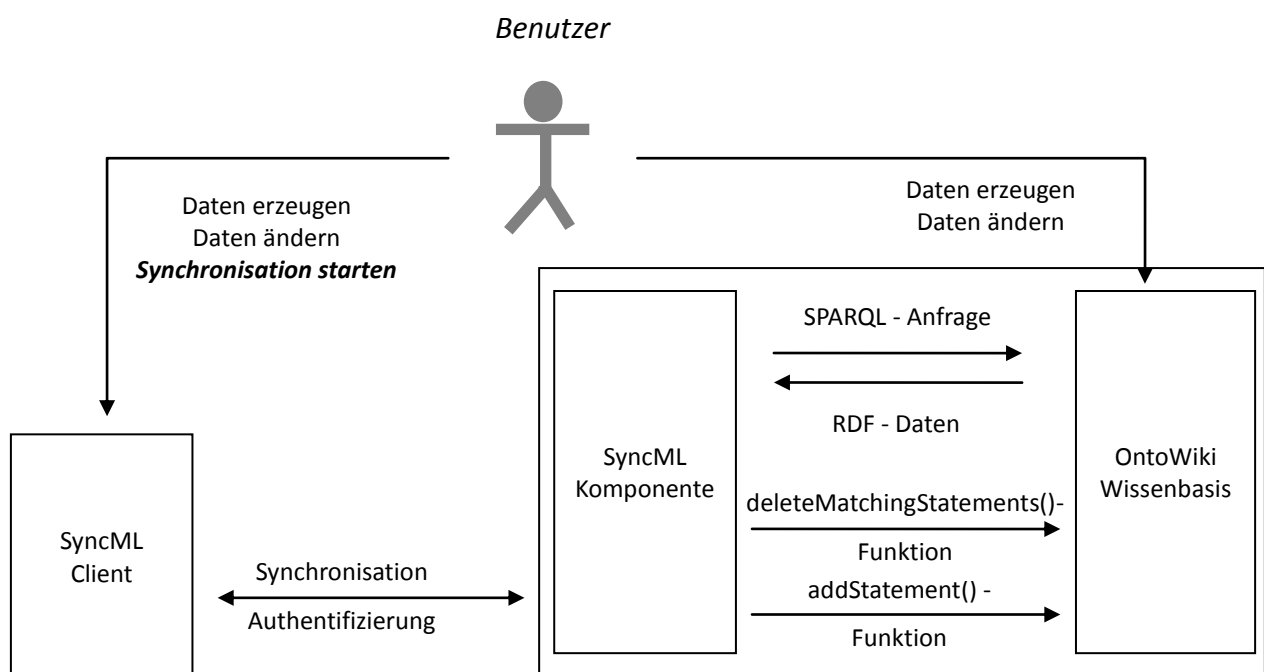 Benutzer
Daten erzeugen
Daten ändern
Synchronisation starten
Daten erzeugen
Daten ändern
SPARQL - Anfrage
RDF - Daten
SyncML
Komponente
OntoWiki
Wissenbasis
deleteMatchingStatements()-
Funktion
addStatement() -
Funktion
SyncML
Client
Synchronisation
Authentifizierung